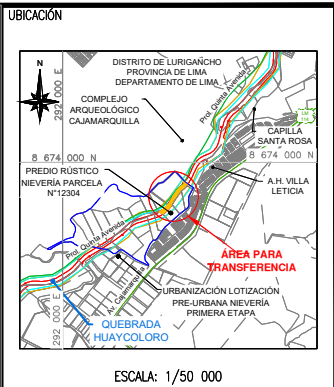 UBICACIÓN
DISTRITO DE LURIGANCHO
PROVINCIA DE LIMA
DEPARTAMENTO DE LIMA
N
292 000 E
COMPLEJO
ARQUEOLÓGICO
CAJAMARQUILLA
Prol. Quinta Avenida
CAPILLA
SANTA ROSA
8 674 000 N
8 674 000 N
PREDIO RÚSTICO
NIEVERÍA PARCELA
N°12304
A.H. VILLA
LETICIA
Prol. Quinta Avenida
ÁREA PARA
TRANSFERENCIA
Av. Cajamarquilla
URBANIZACIÓN LOTIZACIÓN
PRE-URBANA NIEVERÍA
PRIMERA ETAPA
QUEBRADA
HUAYCOLORO
292 000 E
ESCALA: 1/50 000